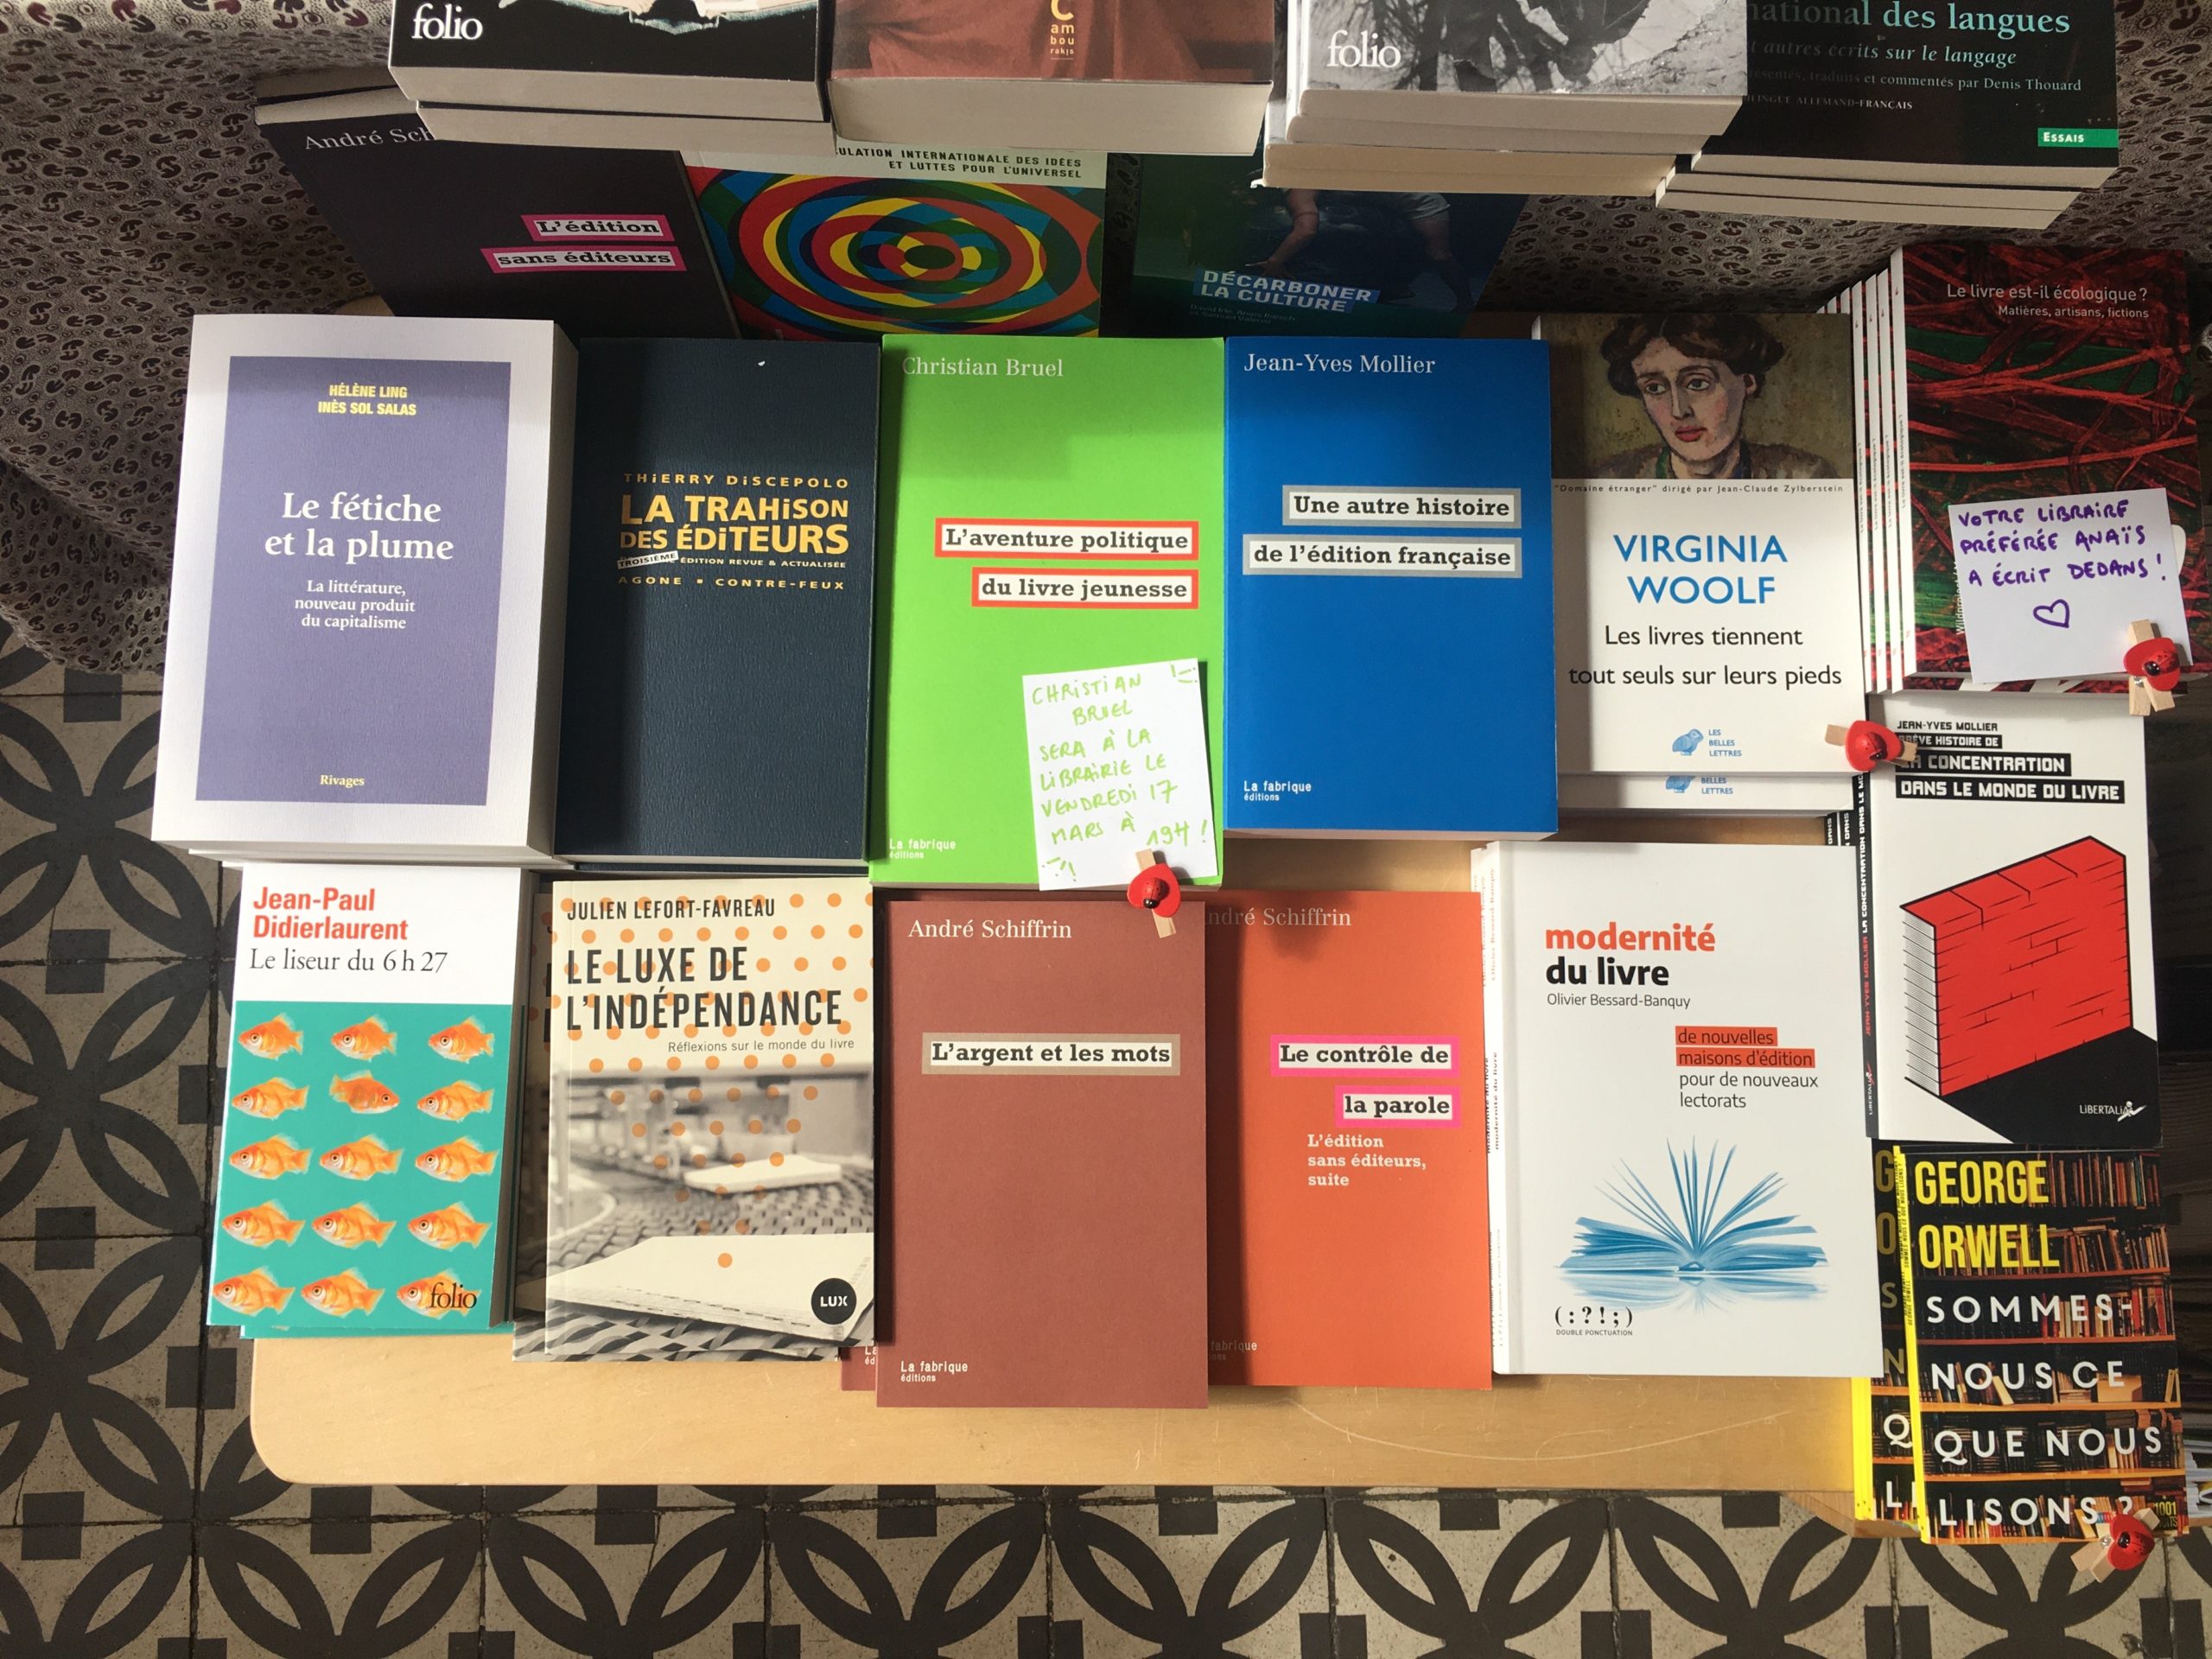 folio
C
am
bou
rakis
folio
national des langues
et autres écrits sur le langage
présentés, traduits et commentés par Denis Thouard
BILINGUE ALLEMAND-FRANÇAIS
ESSAIS
André Sch
L'édition
sans éditeurs
CULATION INTERNATIONALE DES IDÉES
ET LUTTES POUR L'UNIVERSEL
DÉCARBONER
LA CULTURE
Le livre est-il écologique ?
Matières, artisans, fictions
VOTRE LIBRAIRE
PRÉFÉRÉE ANAÏS
A ÉCRIT DEDANS !
HÉLÈNE LING
INÈS SOL SALAS
Le fétiche
et la plume
La littérature,
nouveau produit
du capitalisme
Rivages
THiERRY DiSCEPOLO
LA TRAHiSON
DES ÉDiTEURS
TROISIÈME ÉDITION REVUE & ACTUALISÉE
AGONE • CONTRE-FEUX
Christian Bruel
L'aventure politique
du livre jeunesse
CHRISTIAN
BRUEL
SERA À LA
LIBRAIRIE LE
VENDREDI 17
MARS À 19H !
La fabrique
éditions
Jean-Yves Mollier
Une autre histoire
de l'édition française
La fabrique
éditions
"Domaine étranger" dirigé par Jean-Claude Zylberstein
VIRGINIA
WOOLF
Les livres tiennent
tout seuls sur leurs pieds
LES
BELLES
LETTRES
BELLES
LETTRES
JEAN-YVES MOLLIER
BRÈVE HISTOIRE DE
LA CONCENTRATION
DANS LE MONDE DU LIVRE
LiBERTALiA
Jean-Paul
Didierlaurent
Le liseur du 6 h 27
folio
JULIEN LEFORT-FAVREAU
LE LUXE DE
L'INDÉPENDANCE
Réflexions sur le monde du livre
LUX
André Schiffrin
L'argent et les mots
La fabrique
éditions
André Schiffrin
Le contrôle de
la parole
L'édition
sans éditeurs,
suite
fabrique
modernité
du livre
Olivier Bessard-Banquy
de nouvelles
maisons d'édition
pour de nouveaux
lectorats
(:?!;)
DOUBLE PONCTUATION
GEORGE
ORWELL
SOMMES-
NOUS CE
QUE NOUS
LISONS ?